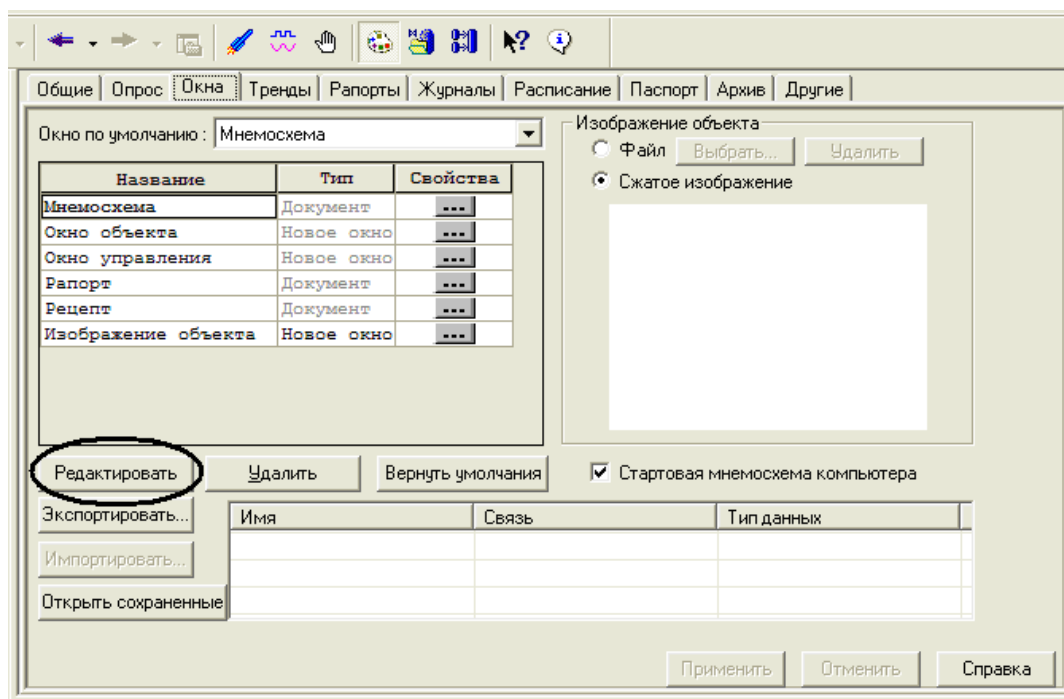 Общие Опрос Окна Тренды Рапорты Журналы Расписание Паспорт Архив Другие
Окно по умолчанию : Мнемосхема
Название Тип Свойства
Мнемосхема Документ ...
Окно объекта Новое окно ...
Окно управления Новое окно ...
Рапорт Документ ...
Рецепт Документ ...
Изображение объекта Новое окно ...
Изображение объекта
Файл Выбрать... Удалить
Сжатое изображение
Редактировать Удалить Вернуть умолчания
Стартовая мнемосхема компьютера
Экспортировать...
Импортировать...
Открыть сохраненные
Имя Связь Тип данных
Применить Отменить Справка